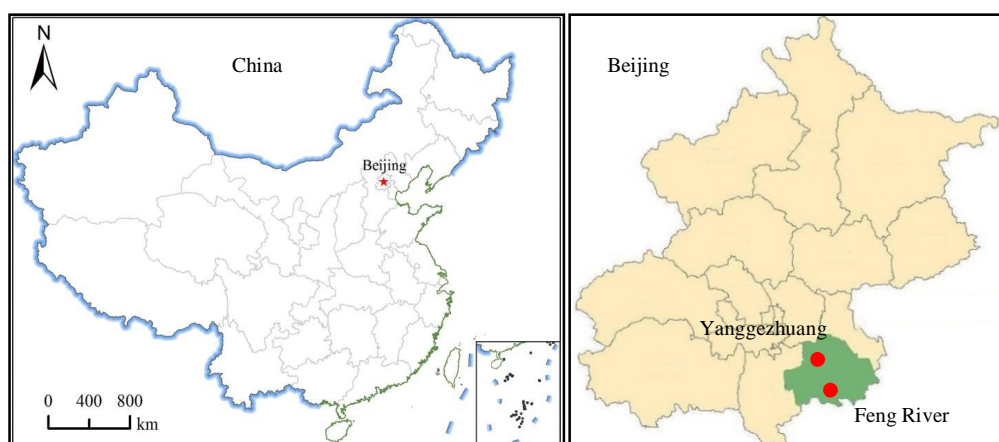 N
China
Beijing
0 400 800
km
Beijing
Yanggezhuang
Feng River